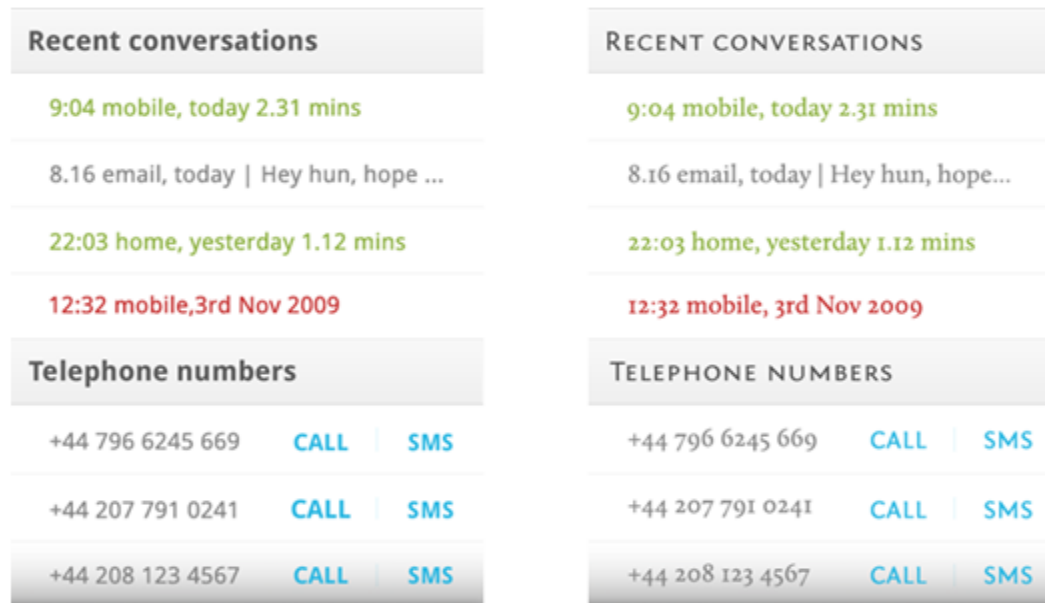 Recent conversations
9:04 mobile, today 2.31 mins
8.16 email, today | Hey hun, hope ...
22:03 home, yesterday 1.12 mins
12:32 mobile,3rd Nov 2009
Telephone numbers
+44 796 6245 669 CALL SMS
+44 207 791 0241 CALL SMS
+44 208 123 4567 CALL SMS
Recent conversations
9:04 mobile, today 2.31 mins
8.16 email, today | Hey hun, hope...
22:03 home, yesterday 1.12 mins
12:32 mobile, 3rd Nov 2009
Telephone numbers
+44 796 6245 669 CALL SMS
+44 207 791 0241 CALL SMS
+44 208 123 4567 CALL SMS